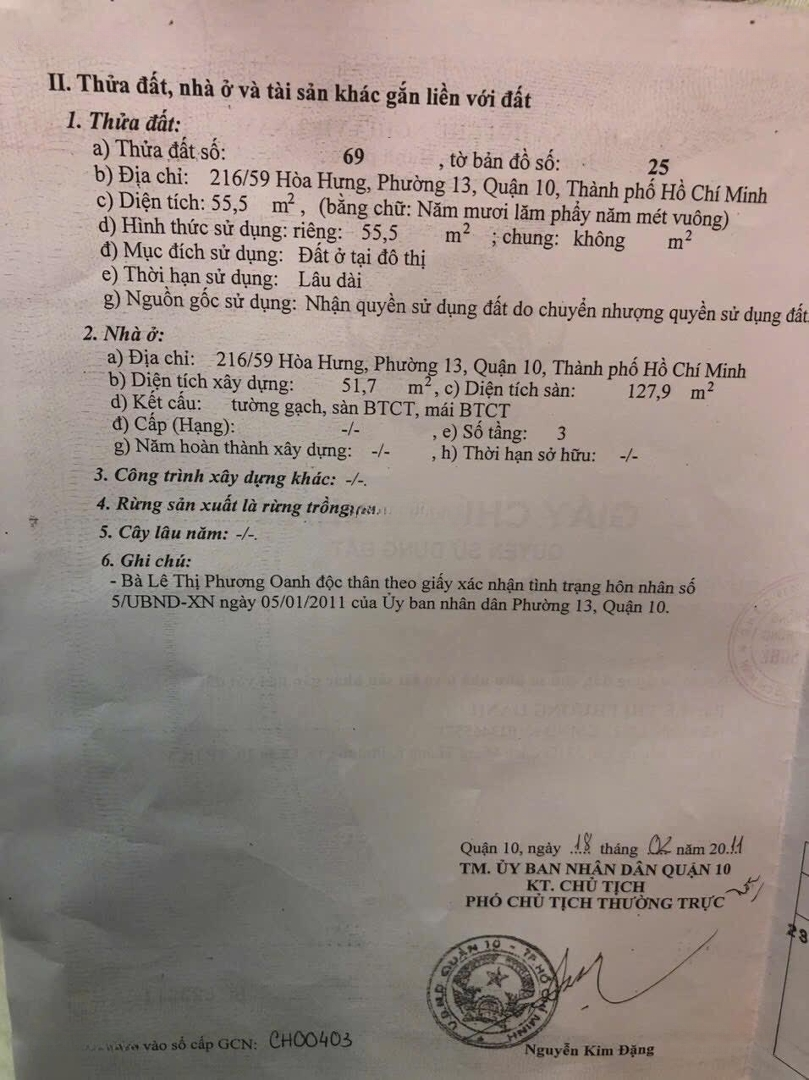 II. Thửa đất, nhà ở và tài sản khác gắn liền với đất
1. Thửa đất:
a) Thửa đất số: 69 , tờ bản đồ số: 25
b) Địa chỉ: 216/59 Hòa Hưng, Phường 13, Quận 10, Thành phố Hồ Chí Minh
c) Diện tích: 55,5 m², (bằng chữ: Năm mươi lăm phẩy năm mét vuông)
d) Hình thức sử dụng: riêng: 55,5 m² ; chung: không m²
đ) Mục đích sử dụng: Đất ở tại đô thị
e) Thời hạn sử dụng: Lâu dài
g) Nguồn gốc sử dụng: Nhận quyền sử dụng đất do chuyển nhượng quyền sử dụng đất
2. Nhà ở:
a) Địa chỉ: 216/59 Hòa Hưng, Phường 13, Quận 10, Thành phố Hồ Chí Minh
b) Diện tích xây dựng: 51,7 m², c) Diện tích sàn: 127,9 m²
d) Kết cấu: tường gạch, sàn BTCT, mái BTCT
đ) Cấp (Hạng): -/- , e) Số tầng: 3
g) Năm hoàn thành xây dựng: -/- , h) Thời hạn sở hữu: -/-
3. Công trình xây dựng khác: -/-.
4. Rừng sản xuất là rừng trồng:
5. Cây lâu năm: -/-.
6. Ghi chú:
- Bà Lê Thị Phương Oanh độc thân theo giấy xác nhận tình trạng hôn nhân số
5/UBND-XN ngày 05/01/2011 của Ủy ban nhân dân Phường 13, Quận 10.
Quận 10, ngày 18 tháng 02 năm 2011
TM. ỦY BAN NHÂN DÂN QUẬN 10
KT. CHỦ TỊCH
PHÓ CHỦ TỊCH THƯỜNG TRỰC
U.B.N.D QUẬN 10 - TP. HỒ CHÍ MINH
Nguyễn Kim Đặng
vào sổ cấp GCN: CH00403